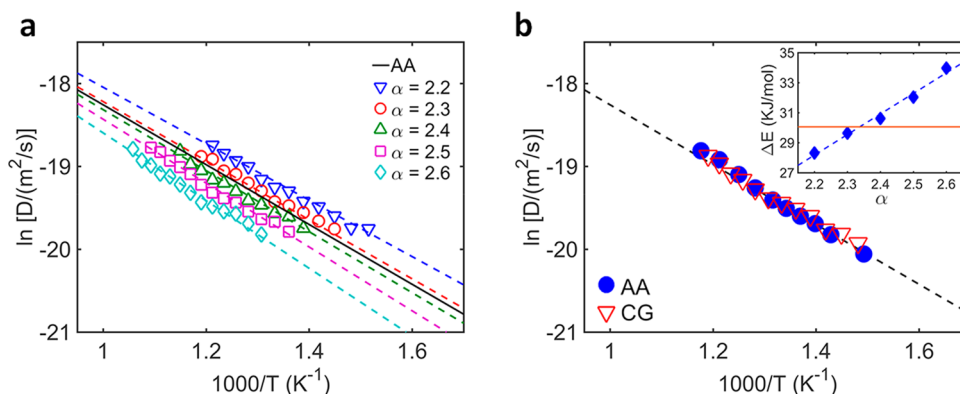 a
ln [D/(m²/s)]
-18
-19
-20
-21
1
1.2
1.4
1.6
1000/T (K⁻¹)
AA
α = 2.2
α = 2.3
α = 2.4
α = 2.5
α = 2.6
b
ln [D/(m²/s)]
-18
-19
-20
-21
1
1.2
1.4
1.6
1000/T (K⁻¹)
AA
CG
ΔE (KJ/mol)
35
33
31
29
27
2.2
2.3
2.4
2.5
2.6
α